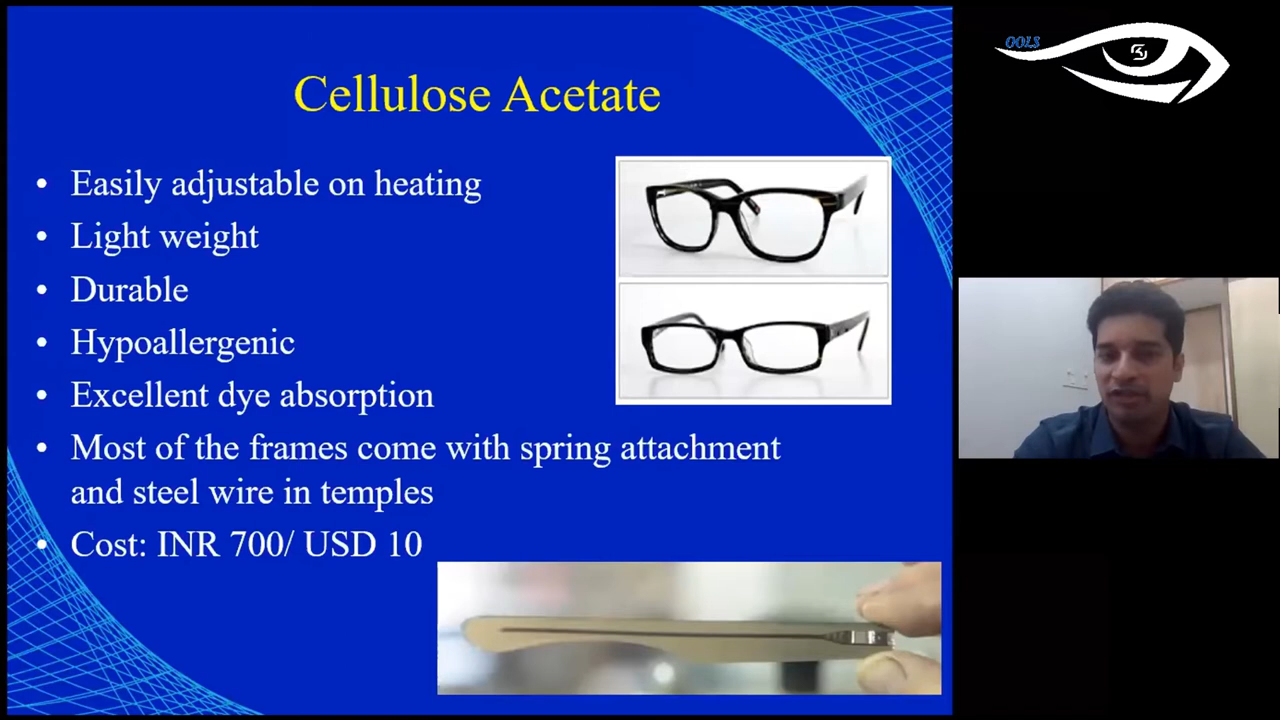 Cellulose Acetate
OOLS
• Easily adjustable on heating
• Light weight
• Durable
• Hypoallergenic
• Excellent dye absorption
• Most of the frames come with spring attachment
and steel wire in temples
• Cost: INR 700/ USD 10